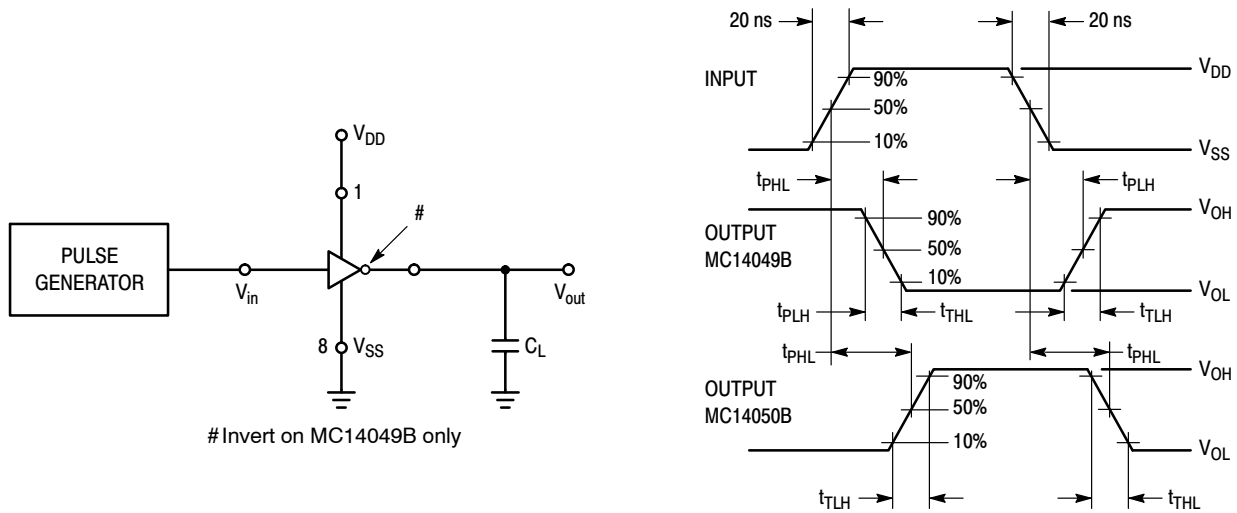 PULSE
GENERATOR
V_in
V_DD
1
#
8
V_SS
C_L
V_out
#Invert on MC14049B only
20 ns
20 ns
INPUT
90%
50%
10%
V_DD
V_SS
t_PHL
t_PLH
OUTPUT
MC14049B
90%
50%
10%
V_OH
V_OL
t_PLH
t_THL
t_TLH
t_PHL
t_PHL
OUTPUT
MC14050B
90%
50%
10%
V_OH
V_OL
t_TLH
t_THL